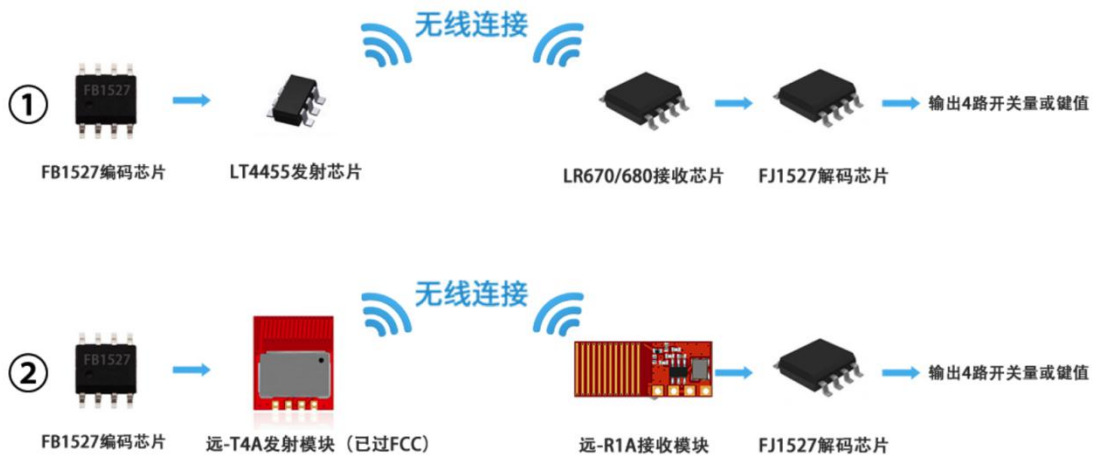 无线连接
①
FB1527
FB1527编码芯片
LT4455发射芯片
LR670/680接收芯片
FJ1527解码芯片
输出4路开关量或键值
无线连接
②
FB1527
FB1527编码芯片
远-T4A发射模块（已过FCC）
远-R1A接收模块
FJ1527解码芯片
输出4路开关量或键值